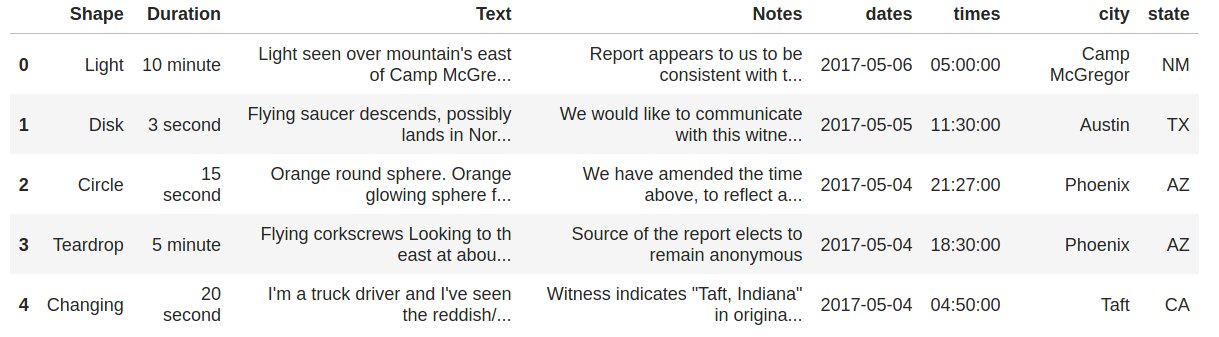 Shape Duration Text Notes dates times city state
0 Light 10 minute Light seen over mountain's east of Camp McGre... Report appears to us to be consistent with t... 2017-05-06 05:00:00 Camp McGregor NM
1 Disk 3 second Flying saucer descends, possibly lands in Nor... We would like to communicate with this witne... 2017-05-05 11:30:00 Austin TX
2 Circle 15 second Orange round sphere. Orange glowing sphere f... We have amended the time above, to reflect a... 2017-05-04 21:27:00 Phoenix AZ
3 Teardrop 5 minute Flying corkscrews Looking to th east at abou... Source of the report elects to remain anonymous 2017-05-04 18:30:00 Phoenix AZ
4 Changing 20 second I'm a truck driver and I've seen the reddish/... Witness indicates "Taft, Indiana" in origina... 2017-05-04 04:50:00 Taft CA